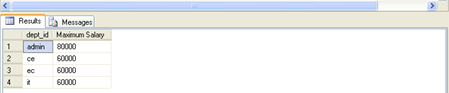 Results Messages
dept_id Maximum Salary
1 admin 80000
2 ce 60000
3 ec 60000
4 it 60000